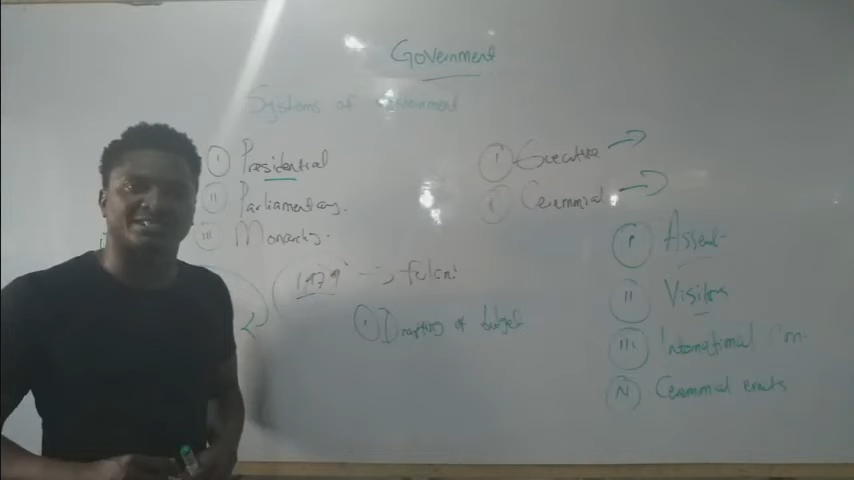 Government
Systems of Government
I Presidential
II Parliamentary.
III Monarchy.
1979
I Drafting of budget
I Executive →
Ceremonial →
I Assent
II Visitors
III International
IV Ceremonial events